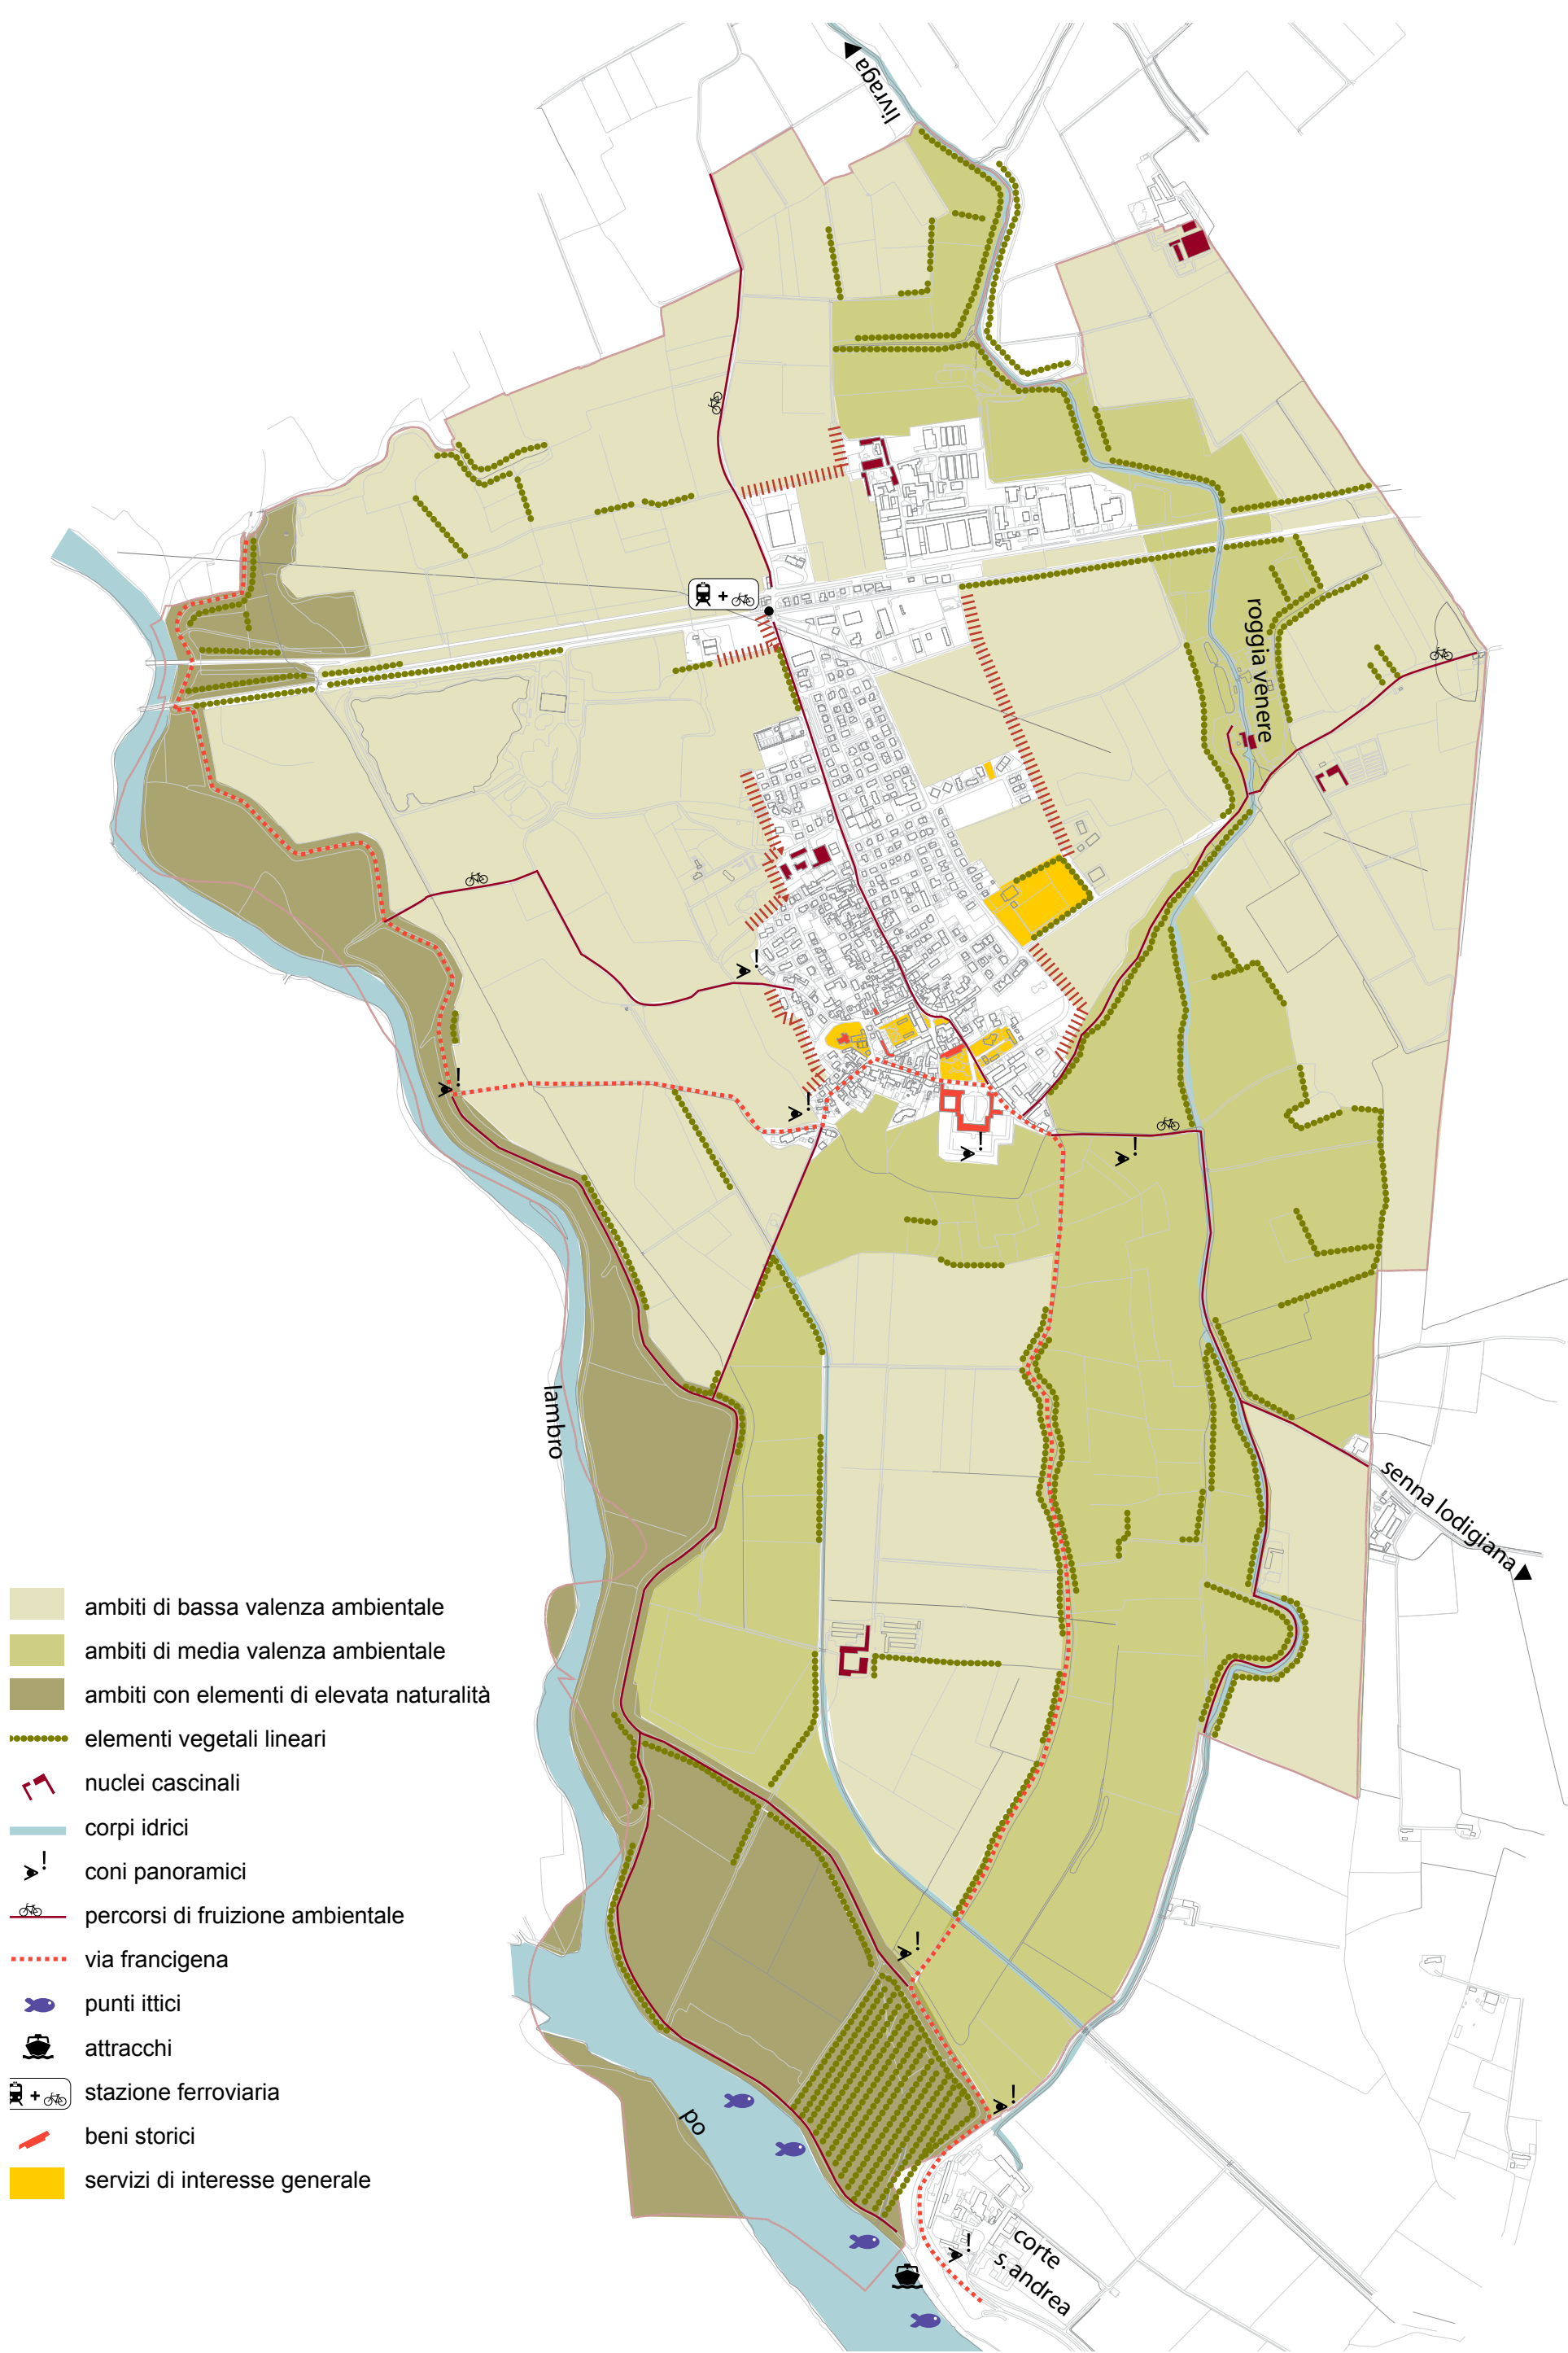 livraga
roggia venere
lambro
senna lodigiana
po
corte
s.andrea
+
!
!
!
!
!
!
!
!
ambiti di bassa valenza ambientale
ambiti di media valenza ambientale
ambiti con elementi di elevata naturalità
elementi vegetali lineari
nuclei cascinali
corpi idrici
! coni panoramici
percorsi di fruizione ambientale
via francigena
punti ittici
attracchi
+ stazione ferroviaria
beni storici
servizi di interesse generale